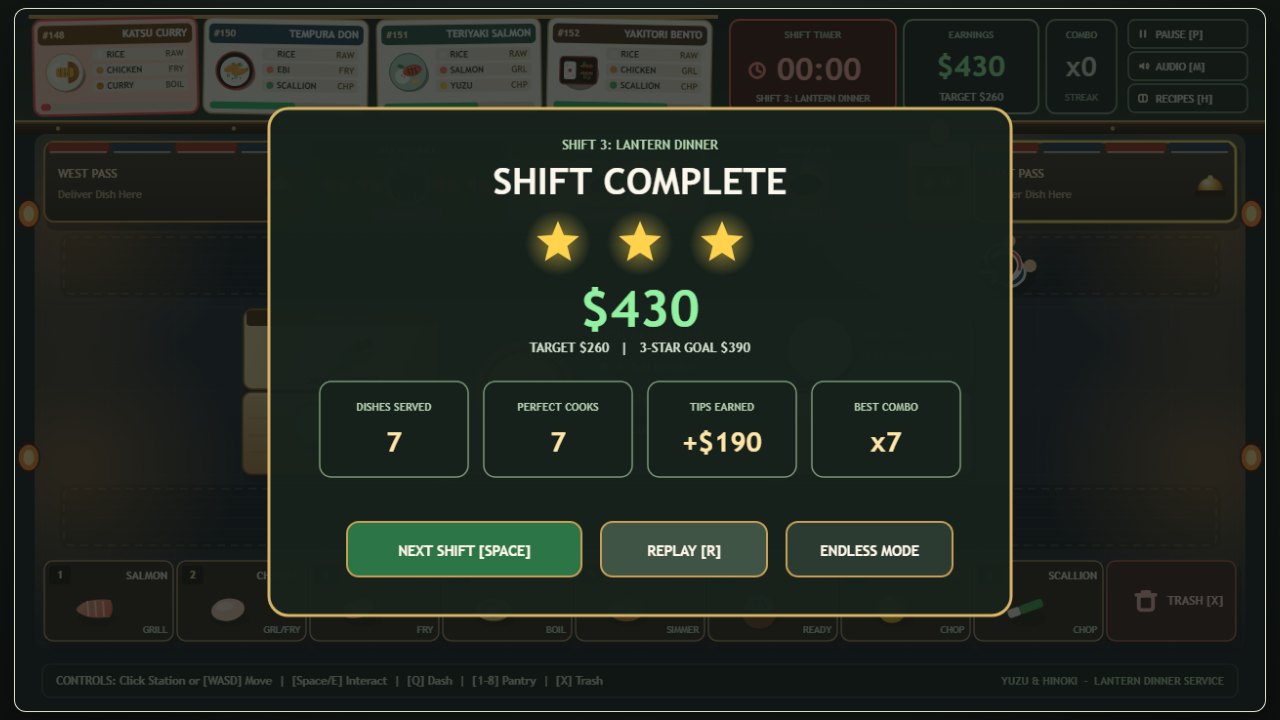 #148 KATSU CURRY
RICE RAW
CHICKEN FRY
CURRY BOIL
#150 TEMPURA DON
RICE RAW
EBI FRY
SCALLION CHP
#151 TERIYAKI SALMON
RICE RAW
SALMON GRL
YUZU CHP
#152 YAKITORI BENTO
RICE RAW
CHICKEN GRL
SCALLION CHP
SHIFT TIMER
00:00
SHIFT 3: LANTERN DINNER
EARNINGS
$430
TARGET $260
COMBO
x0
STREAK
PAUSE [P]
AUDIO [M]
RECIPES [H]
WEST PASS
Deliver Dish Here
PASS
Dish Here
SHIFT 3: LANTERN DINNER
SHIFT COMPLETE
$430
TARGET $260 | 3-STAR GOAL $390
DISHES SERVED
7
PERFECT COOKS
7
TIPS EARNED
+$190
BEST COMBO
x7
NEXT SHIFT [SPACE]
REPLAY [R]
ENDLESS MODE
1 SALMON
GRILL
2
GRL/FRY
FRY
BOIL
SIMMER
READY
CHOP
SCALLION
CHOP
TRASH [X]
CONTROLS: Click Station or [WASD] Move | [Space/E] Interact | [Q] Dash | [1-8] Pantry | [X] Trash
YUZU & HINOKI - LANTERN DINNER SERVICE